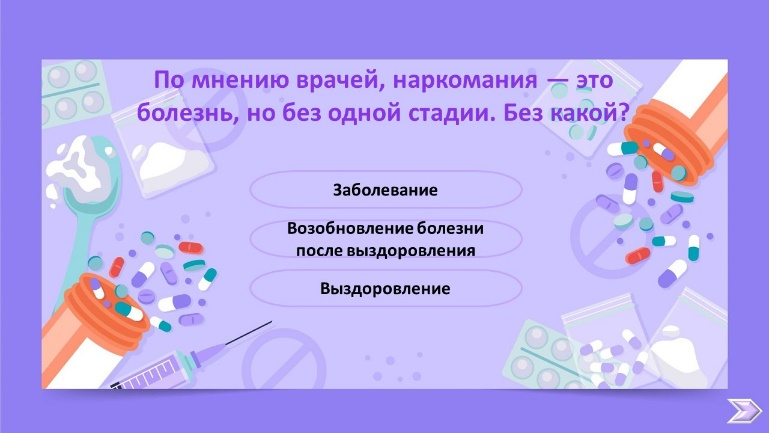 По мнению врачей, наркомания — это
болезнь, но без одной стадии. Без какой?
Заболевание
Возобновление болезни
после выздоровления
Выздоровление